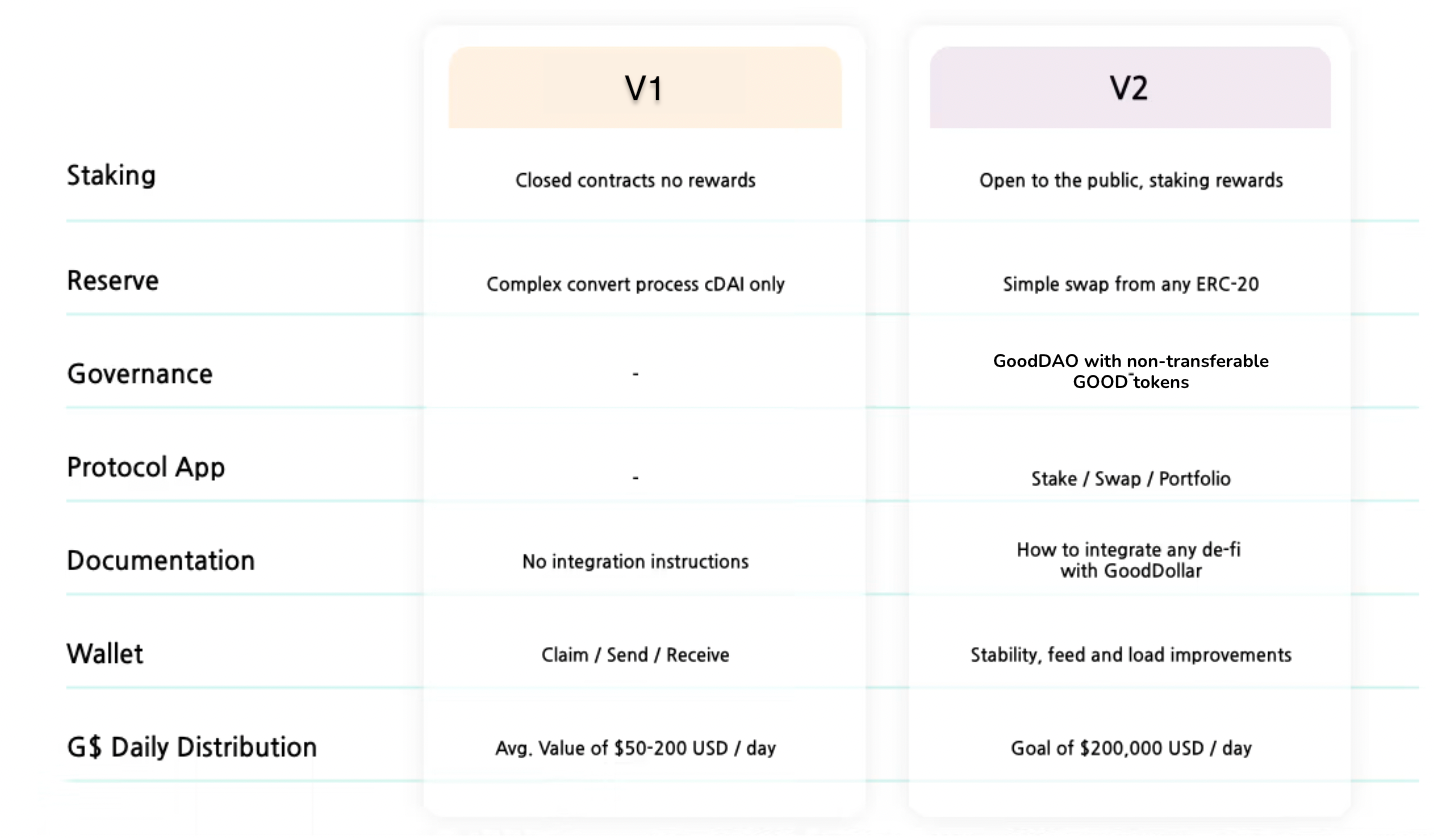 V1
V2
Staking
Closed contracts no rewards
Open to the public, staking rewards
Reserve
Complex convert process cDAI only
Simple swap from any ERC-20
Governance
-
GoodDAO with non-transferable
GOOD tokens
Protocol App
-
Stake / Swap / Portfolio
Documentation
No integration instructions
How to integrate any de-fi
with GoodDollar
Wallet
Claim / Send / Receive
Stability, feed and load improvements
G$ Daily Distribution
Avg. Value of $50-200 USD / day
Goal of $200,000 USD / day